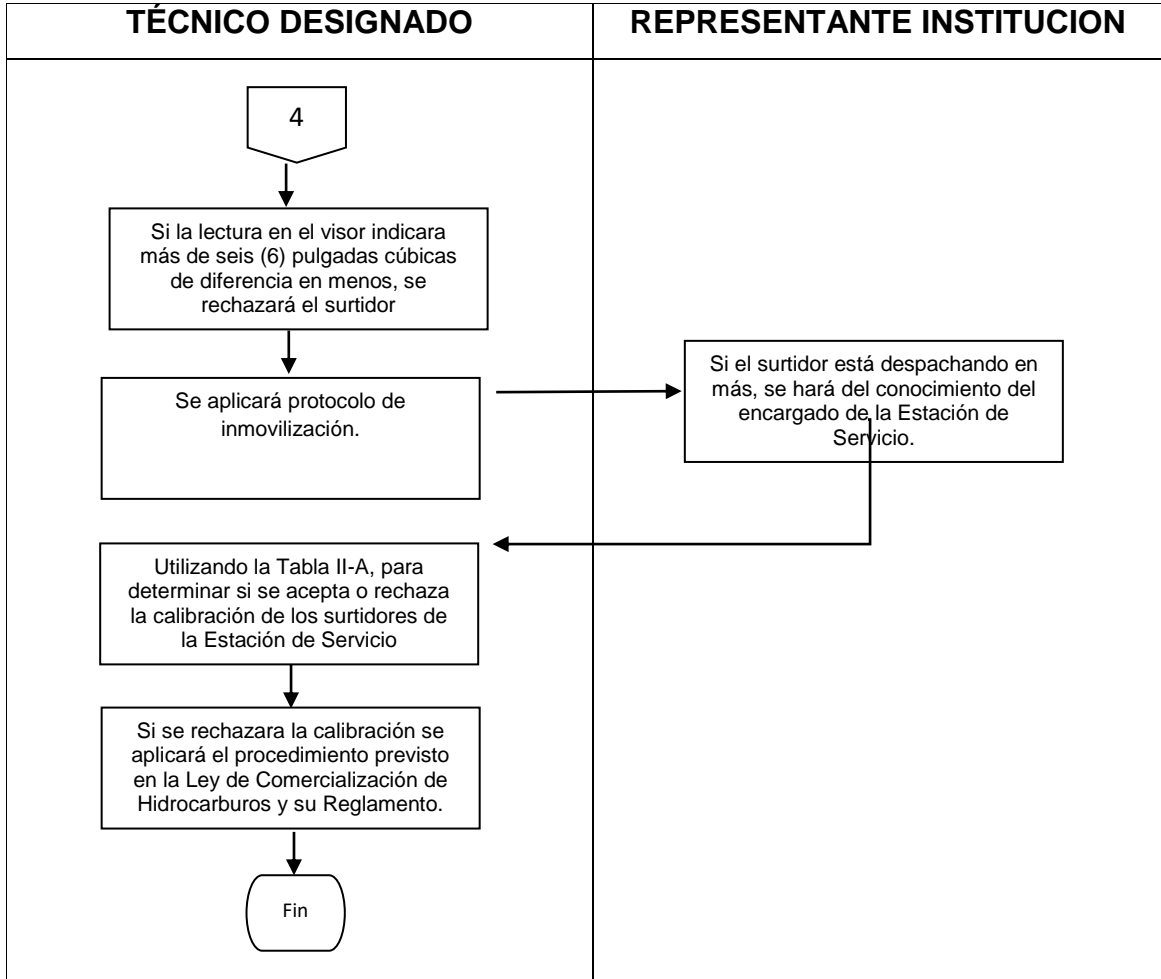 TÉCNICO DESIGNADO
REPRESENTANTE INSTITUCION
4
Si la lectura en el visor indicara
más de seis (6) pulgadas cúbicas
de diferencia en menos, se
rechazará el surtidor
Se aplicará protocolo de
inmovilización.
Si el surtidor está despachando en
más, se hará del conocimiento del
encargado de la Estación de
Servicio.
Utilizando la Tabla II-A, para
determinar si se acepta o rechaza
la calibración de los surtidores de
la Estación de Servicio
Si se rechazara la calibración se
aplicará el procedimiento previsto
en la Ley de Comercialización de
Hidrocarburos y su Reglamento.
Fin